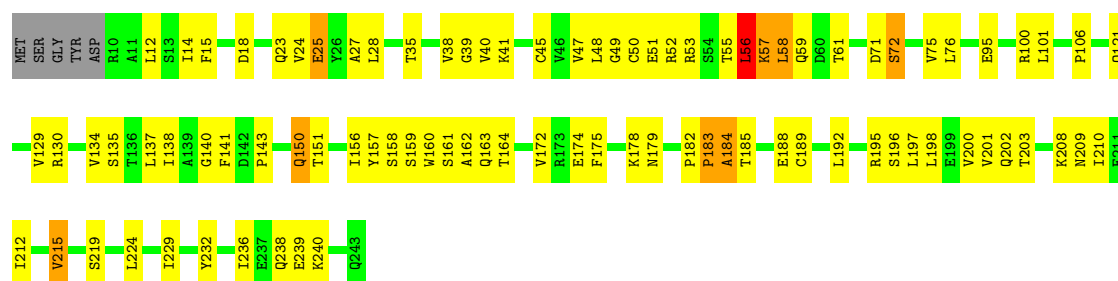 MET SER GLY TYR ASP R10 A11 L12 S13 I14 F15 D18 Q23 V24 E25 Y26 A27 L28 T35 V38 G39 V40 K41 C45 V46 V47 L48 G49 C50 E51 R52 R53 S54 T55 L56 K57 L58 Q59 D60 T61 D71 S72 V75 L76 E95 R100 L101 P106
V129 R130 V134 S135 T136 L137 I138 A139 G140 F141 D142 P143 Q150 T151 I156 Y157 S158 S159 W160 S161 A162 Q163 T164 V172 R173 E174 F175 K178 N179 P182 P183 A184 T185 E188 C189 L192 R195 S196 L197 L198 E199 V200 V201 Q202 T203 K208 N209 I210
I212 V215 S219 L224 I229 Y232 I236 E237 Q238 E239 K240 Q243